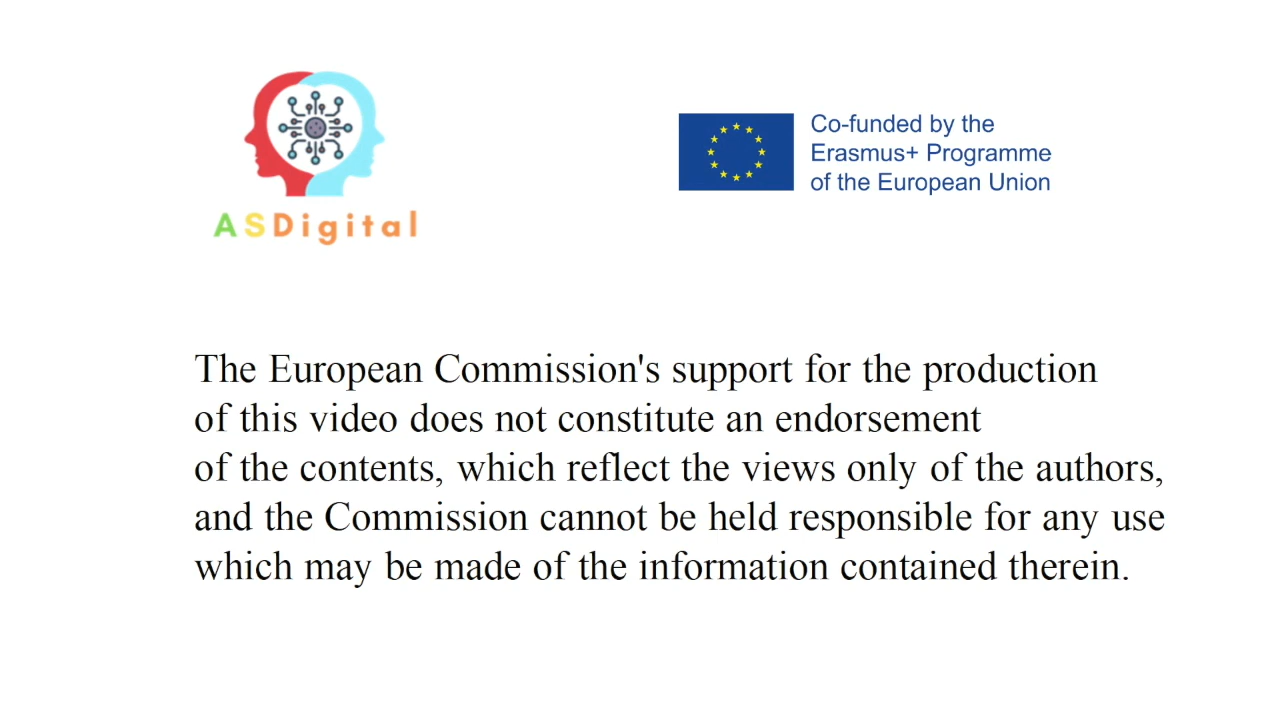 ASDigital
Co-funded by the
Erasmus+ Programme
of the European Union
The European Commission's support for the production
of this video does not constitute an endorsement
of the contents, which reflect the views only of the authors,
and the Commission cannot be held responsible for any use
which may be made of the information contained therein.